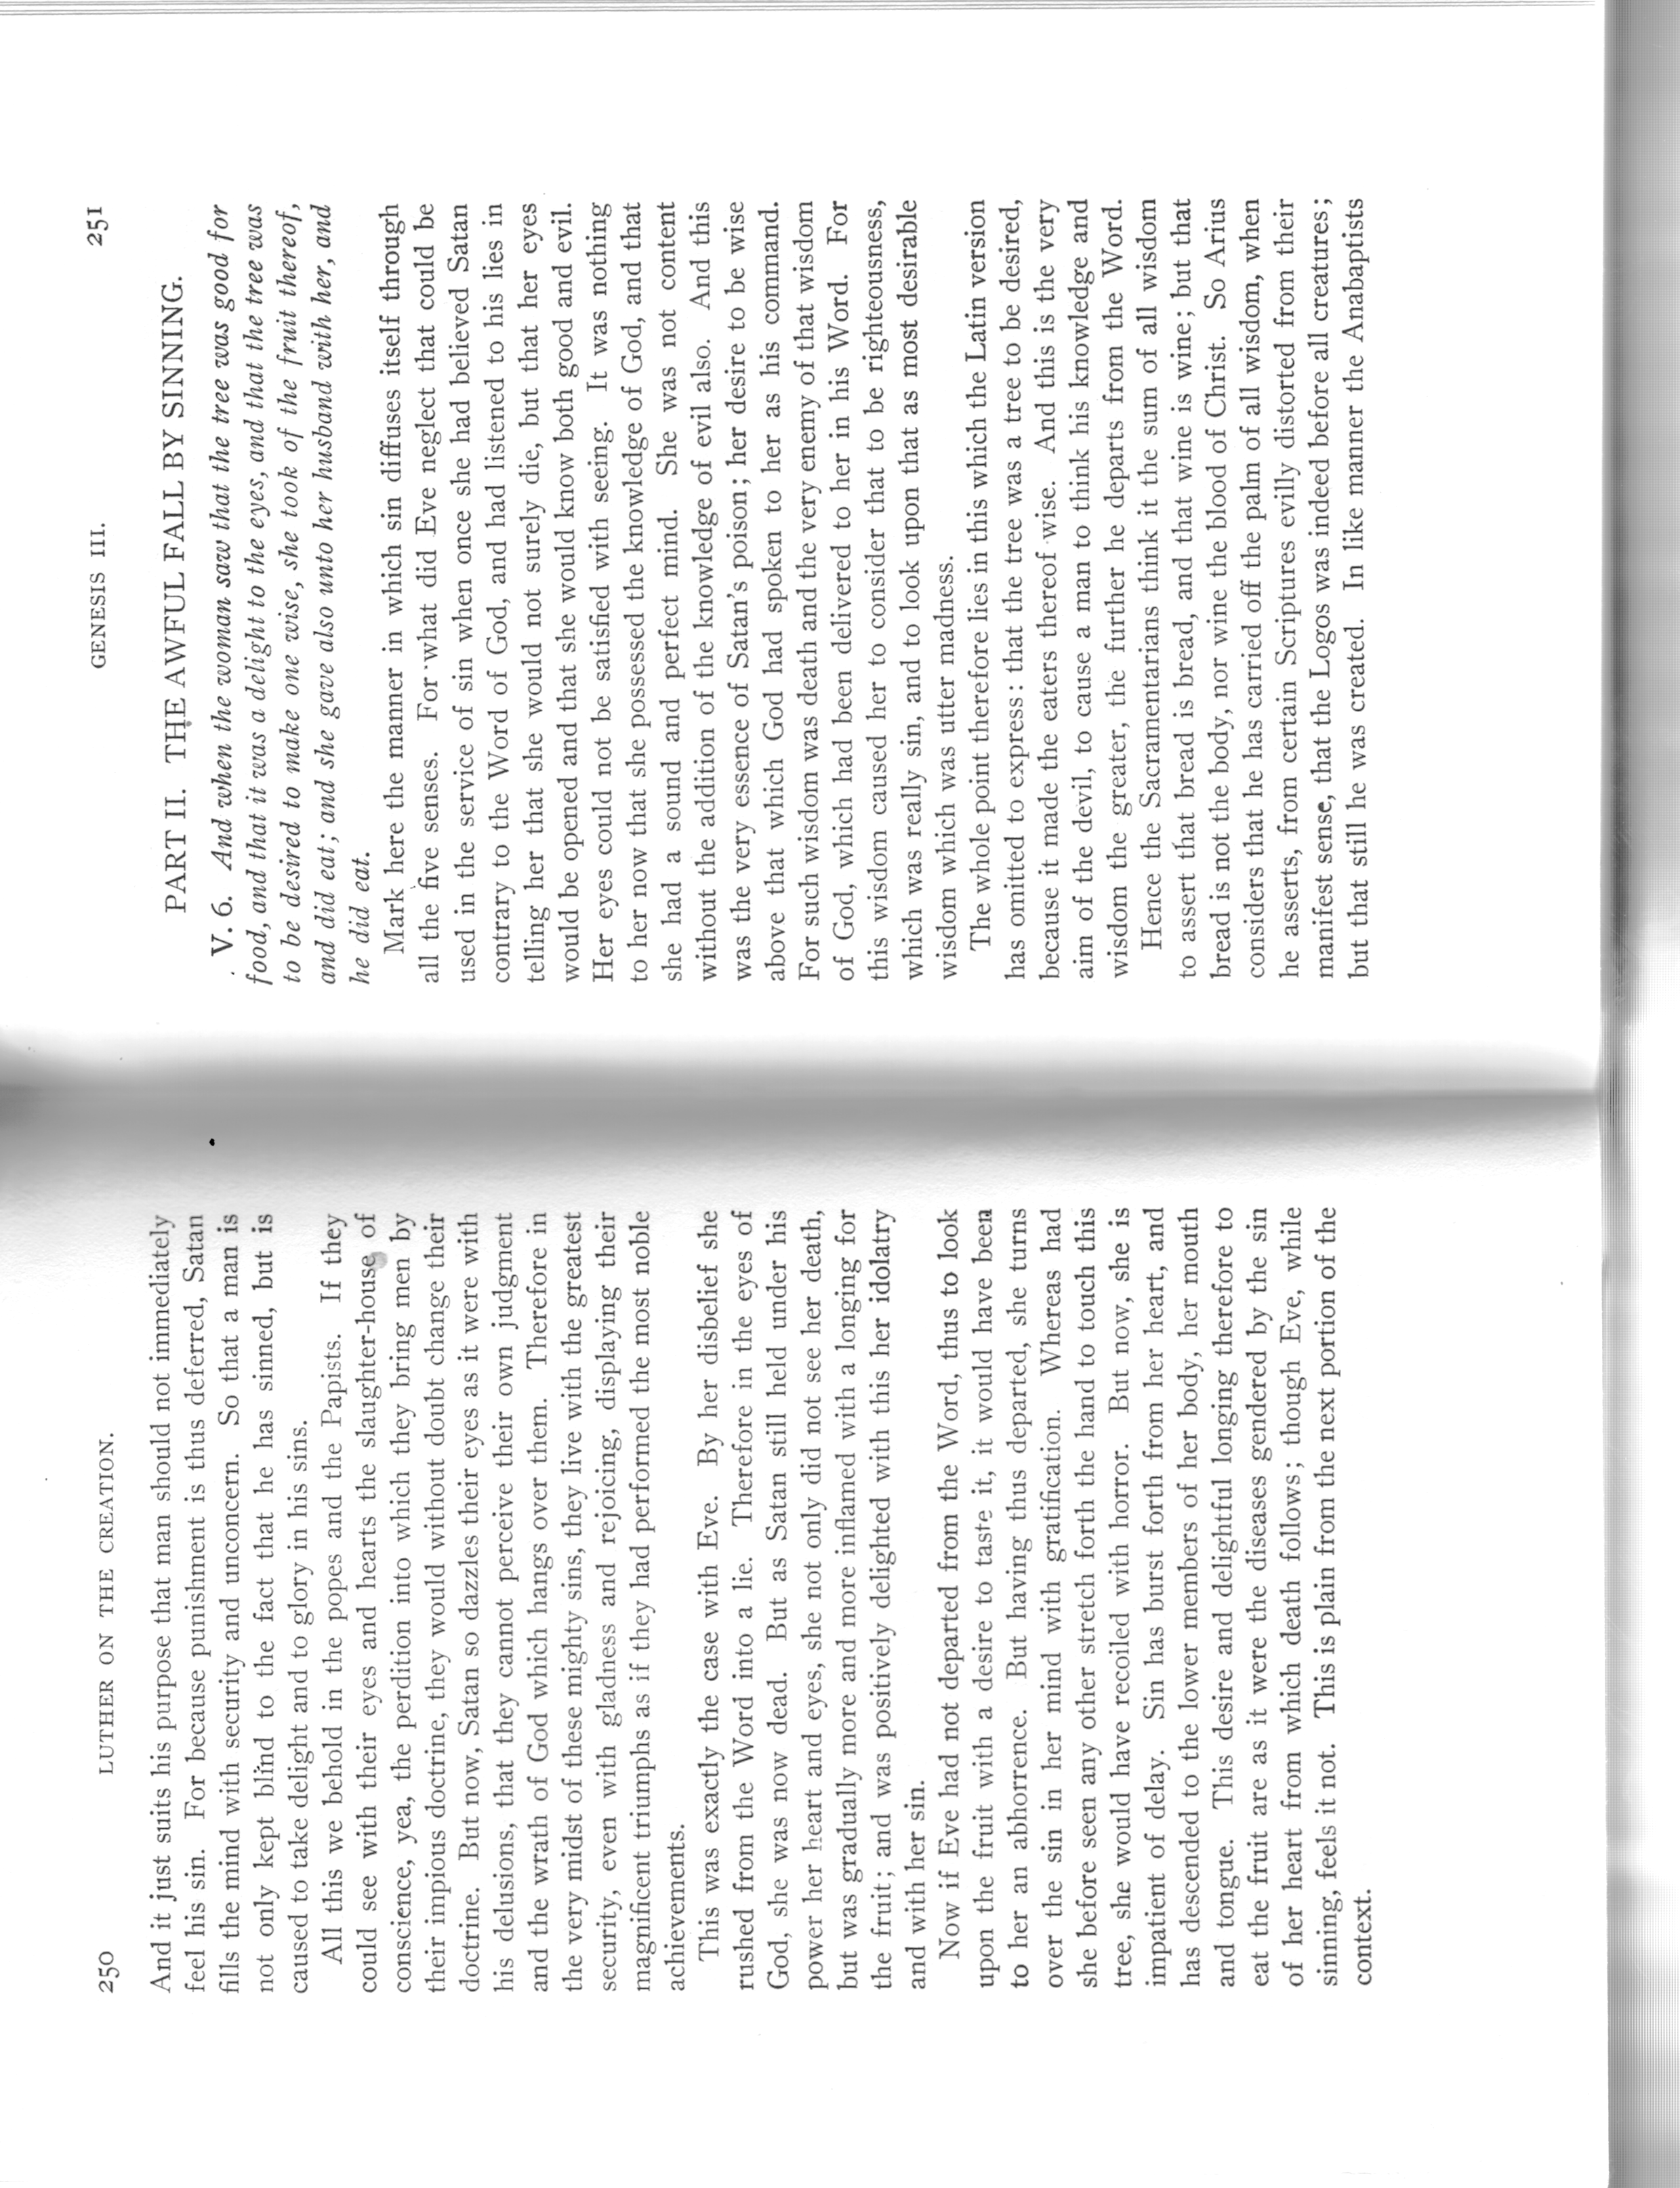 250 LUTHER ON THE CREATION.
And it just suits his purpose that man should not immediately
feel his sin. For because punishment is thus deferred, Satan
fills the mind with security and unconcern. So that a man is
not only kept blind to the fact that he has sinned, but is
caused to take delight and to glory in his sins.
All this we behold in the popes and the Papists. If they
could see with their eyes and hearts the slaughter-house of
conscience, yea, the perdition into which they bring men by
their impious doctrine, they would without doubt change their
doctrine. But now, Satan so dazzles their eyes as it were with
his delusions, that they cannot perceive their own judgment
and the wrath of God which hangs over them. Therefore in
the very midst of these mighty sins, they live with the greatest
security, even with gladness and rejoicing, displaying their
magnificent triumphs as if they had performed the most noble
achievements.
This was exactly the case with Eve. By her disbelief she
rushed from the Word into a lie. Therefore in the eyes of
God, she was now dead. But as Satan still held under his
power her heart and eyes, she not only did not see her death,
but was gradually more and more inflamed with a longing for
the fruit; and was positively delighted with this her idolatry
and with her sin.
Now if Eve had not departed from the Word, thus to look
upon the fruit with a desire to taste it, it would have been
to her an abhorrence. But having thus departed, she turns
over the sin in her mind with gratification. Whereas had
she before seen any other stretch forth the hand to touch this
tree, she would have recoiled with horror. But now, she is
impatient of delay. Sin has burst forth from her heart, and
has descended to the lower members of her body, her mouth
and tongue. This desire and delightful longing therefore to
eat the fruit are as it were the diseases gendered by the sin
of her heart from which death follows; though Eve, while
sinning, feels it not. This is plain from the next portion of the
context.
GENESIS III. 251
PART II. THE AWFUL FALL BY SINNING.
V. 6. And when the woman saw that the tree was good for
food, and that it was a delight to the eyes, and that the tree was
to be desired to make one wise, she took of the fruit thereof,
and did eat; and she gave also unto her husband with her, and
he did eat.
Mark here the manner in which sin diffuses itself through
all the five senses. For what did Eve neglect that could be
used in the service of sin when once she had believed Satan
contrary to the Word of God, and had listened to his lies in
telling her that she would not surely die, but that her eyes
would be opened and that she would know both good and evil.
Her eyes could not be satisfied with seeing. It was nothing
to her now that she possessed the knowledge of God, and that
she had a sound and perfect mind. She was not content
without the addition of the knowledge of evil also. And this
was the very essence of Satan's poison; her desire to be wise
above that which God had spoken to her as his command.
For such wisdom was death and the very enemy of that wisdom
of God, which had been delivered to her in his Word. For
this wisdom caused her to consider that to be righteousness,
which was really sin, and to look upon that as most desirable
wisdom which was utter madness.
The whole point therefore lies in this which the Latin version
has omitted to express: that the tree was a tree to be desired,
because it made the eaters thereof wise. And this is the very
aim of the devil, to cause a man to think his knowledge and
wisdom the greater, the further he departs from the Word.
Hence the Sacramentarians think it the sum of all wisdom
to assert that bread is bread, and that wine is wine; but that
bread is not the body, nor wine the blood of Christ. So Arius
considers that he has carried off the palm of all wisdom, when
he asserts, from certain Scriptures evilly distorted from their
manifest sense, that the Logos was indeed before all creatures;
but that still he was created. In like manner the Anabaptists